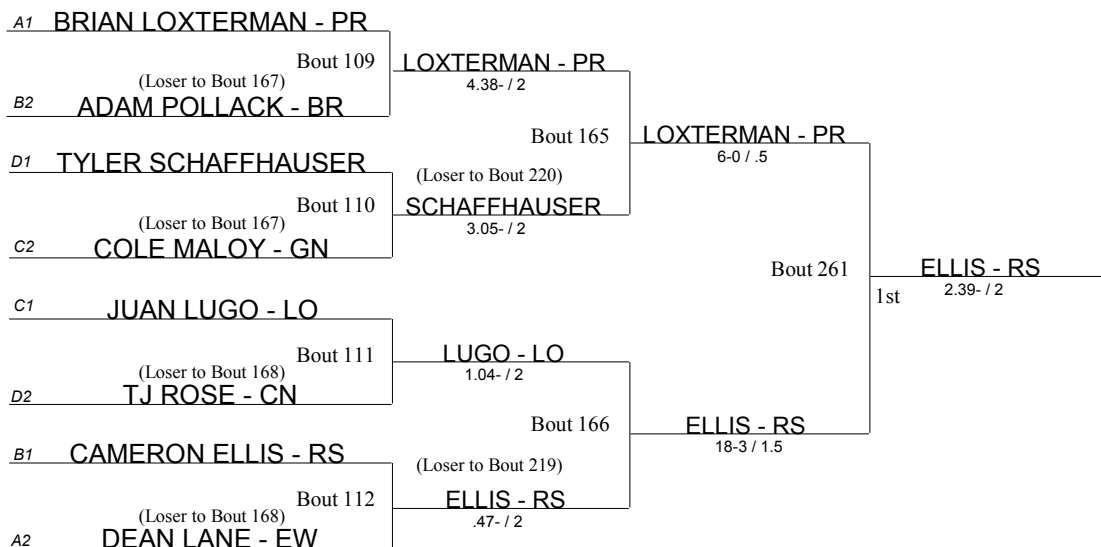 A1 BRIAN LOXTERMAN - PR
Bout 109
LOXTERMAN - PR
4.38- / 2
(Loser to Bout 167)
B2 ADAM POLLACK - BR
Bout 165
LOXTERMAN - PR
6-0 / .5
D1 TYLER SCHAFFHAUSER
(Loser to Bout 220)
Bout 110
SCHAFFHAUSER
3.05- / 2
(Loser to Bout 167)
C2 COLE MALOY - GN
Bout 261
ELLIS - RS
2.39- / 2
1st
C1 JUAN LUGO - LO
Bout 111
LUGO - LO
1.04- / 2
(Loser to Bout 168)
D2 TJ ROSE - CN
Bout 166
ELLIS - RS
18-3 / 1.5
B1 CAMERON ELLIS - RS
(Loser to Bout 219)
Bout 112
ELLIS - RS
.47- / 2
(Loser to Bout 168)
A2 DEAN LANE - EW